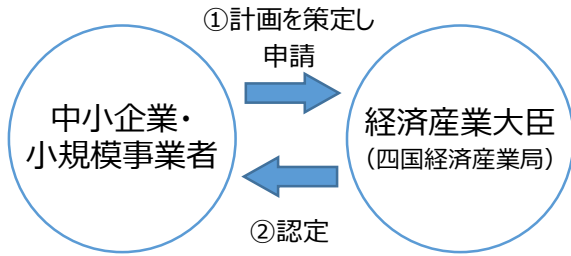 ①計画を策定し
申請
中小企業・
小規模事業者
経済産業大臣
（四国経済産業局）
②認定